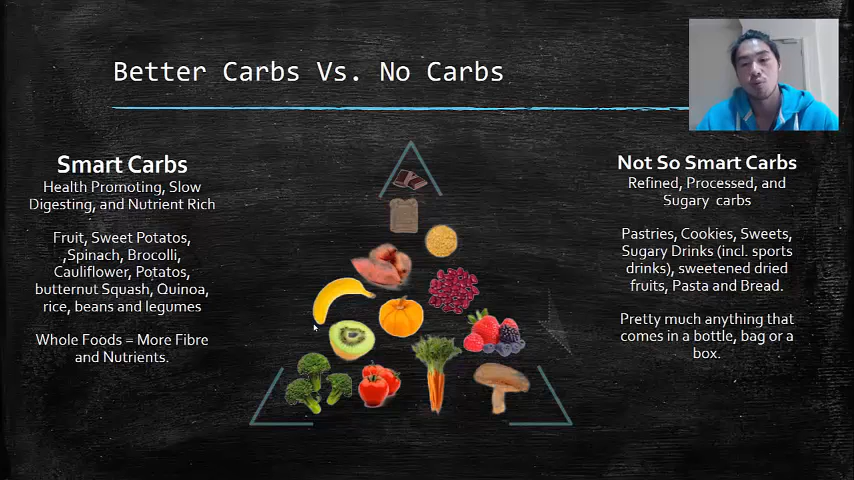 Better Carbs Vs. No Carbs
Smart Carbs
Health Promoting, Slow
Digesting, and Nutrient Rich
Fruit, Sweet Potatos,
,Spinach, Brocolli,
Cauliflower, Potatos,
butternut Squash, Quinoa,
rice, beans and legumes
Whole Foods = More Fibre
and Nutrients.
Not So Smart Carbs
Refined, Processed, and
Sugary carbs
Pastries, Cookies, Sweets,
Sugary Drinks (incl. sports
drinks), sweetened dried
fruits, Pasta and Bread.
Pretty much anything that
comes in a bottle, bag or a
box.